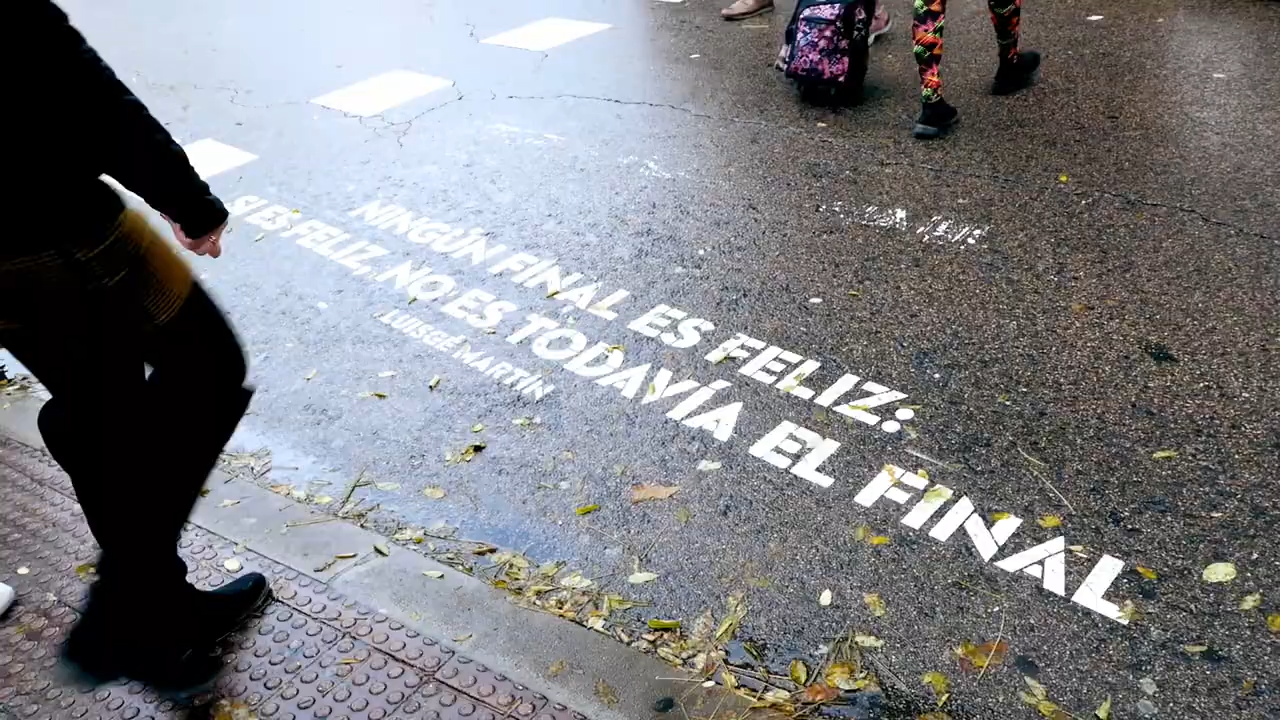 NINGÚN FINAL ES FELIZ:
SI ES FELIZ, NO ES TODAVÍA EL FINAL
LUISGÉ MARTÍN